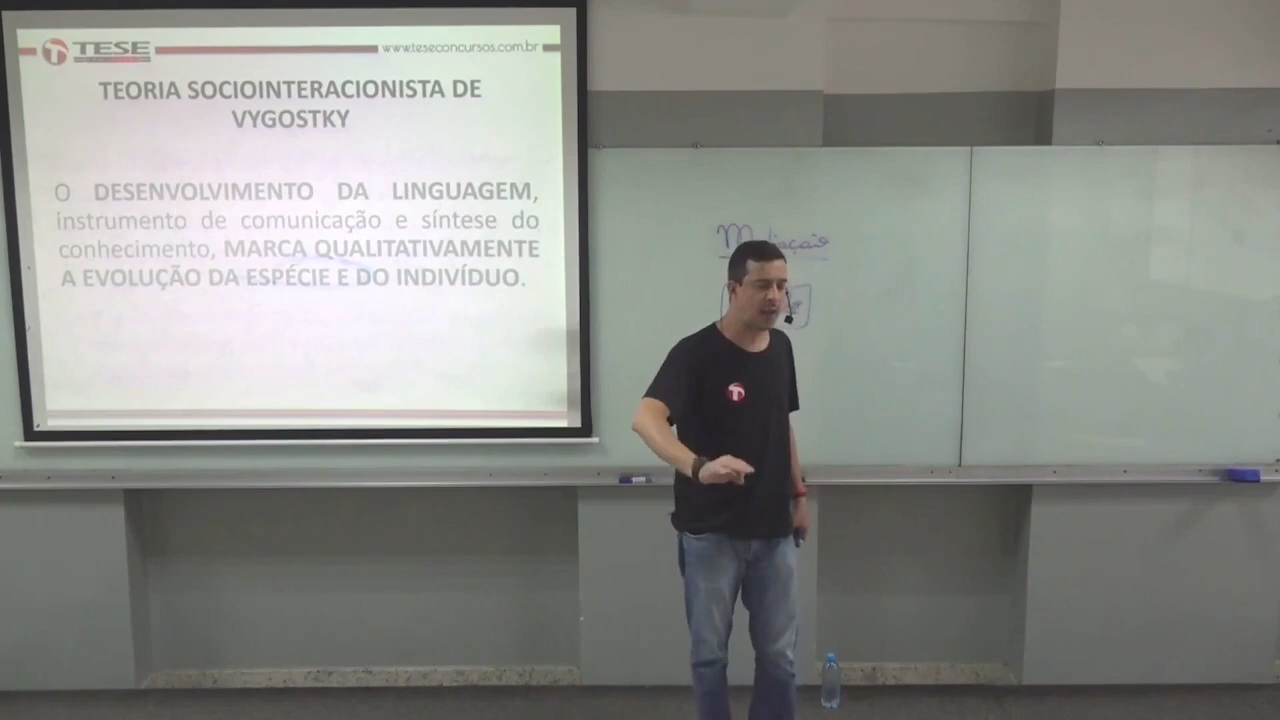 TESE
www.teseconcursos.com.br
TEORIA SOCIOINTERACIONISTA DE
VYGOSTKY
O DESENVOLVIMENTO DA LINGUAGEM,
instrumento de comunicação e síntese do
conhecimento, MARCA QUALITATIVAMENTE
A EVOLUÇÃO DA ESPÉCIE E DO INDIVÍDUO.
Mediação